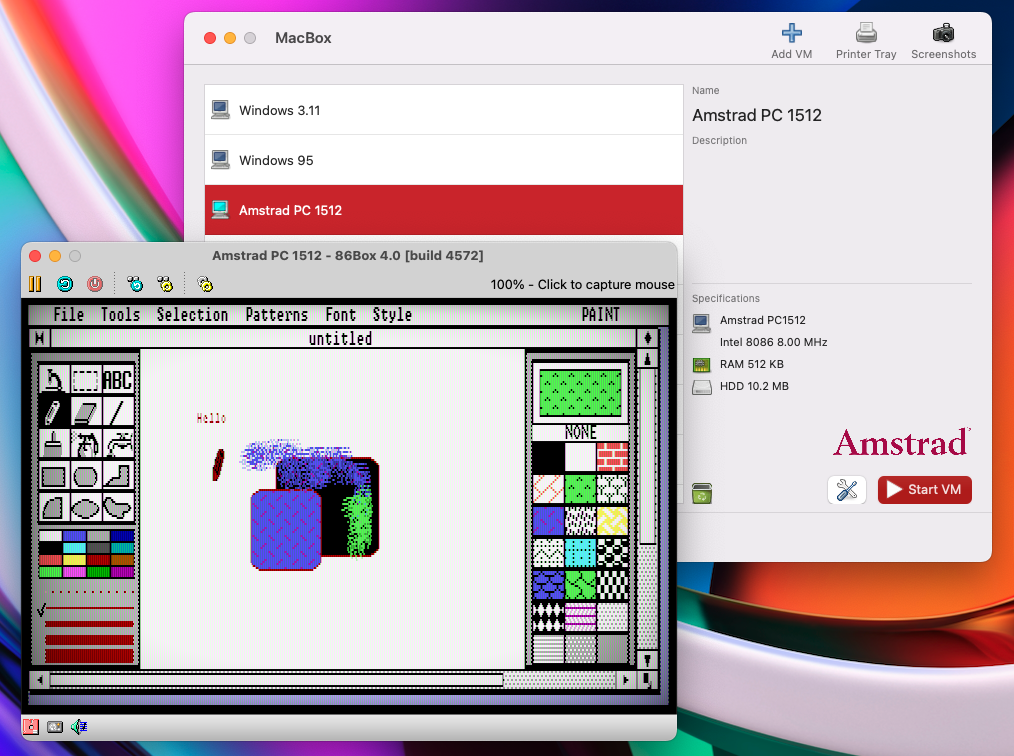 MacBox
Add VM
Printer Tray
Screenshots
Windows 3.11
Windows 95
Amstrad PC 1512
Name
Amstrad PC 1512
Description
Specifications
Amstrad PC1512
Intel 8086 8.00 MHz
RAM 512 KB
HDD 10.2 MB
Amstrad
Start VM
Amstrad PC 1512 - 86Box 4.0 [build 4572]
100% - Click to capture mouse
File Tools Selection Patterns Font Style PAINT
untitled
ABC
Hello
NONE